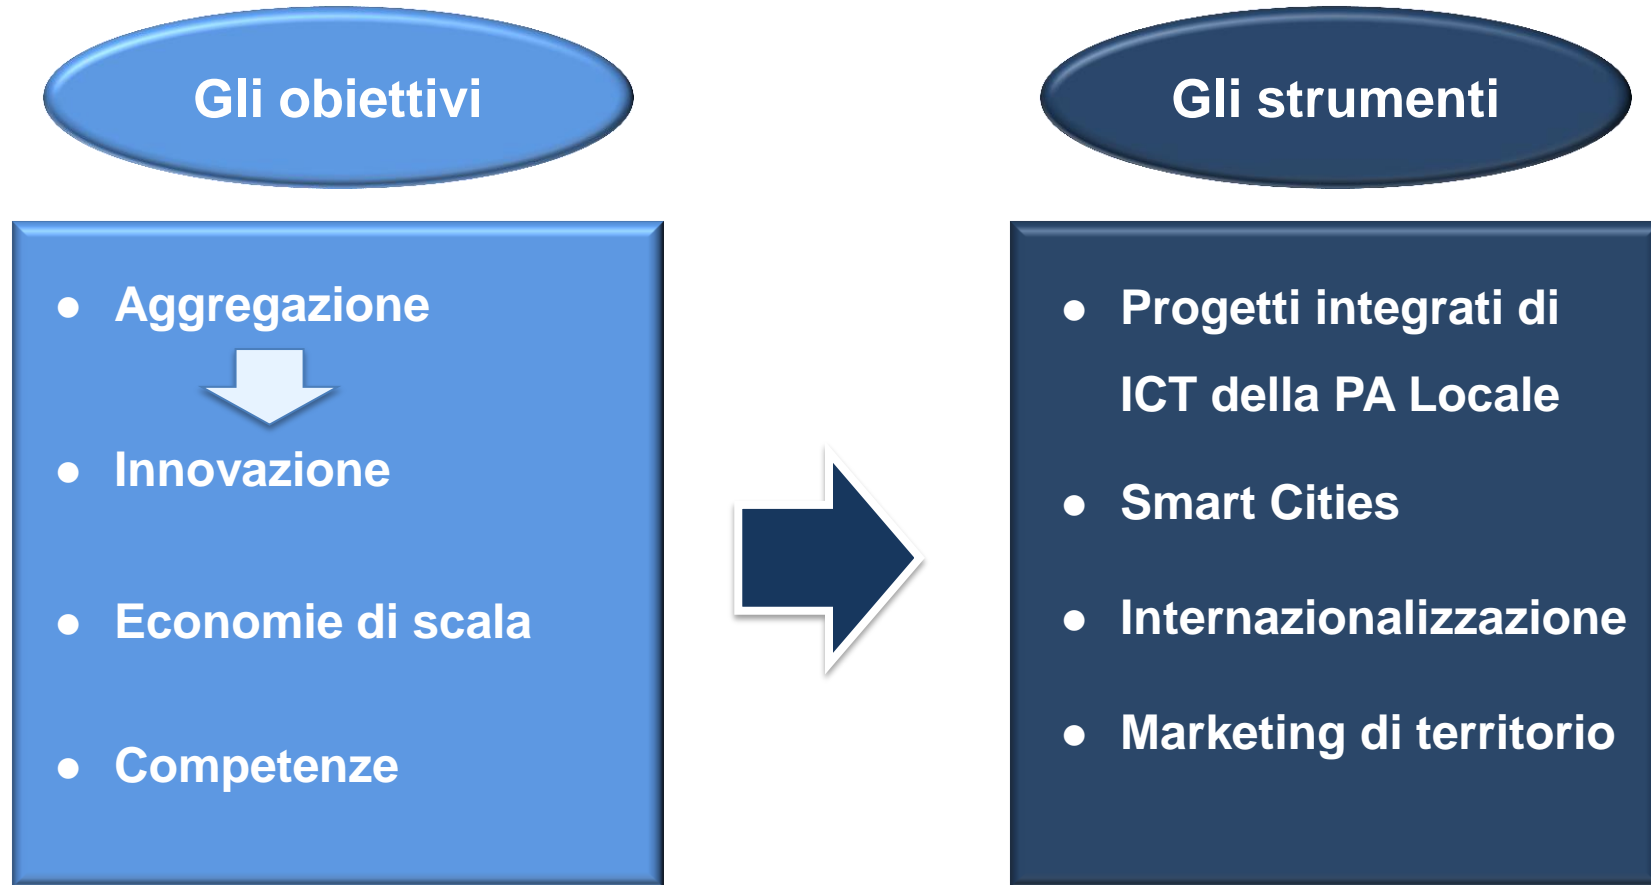 Gli obiettivi
● Aggregazione
● Innovazione
● Economie di scala
● Competenze
Gli strumenti
● Progetti integrati di
ICT della PA Locale
● Smart Cities
● Internazionalizzazione
● Marketing di territorio